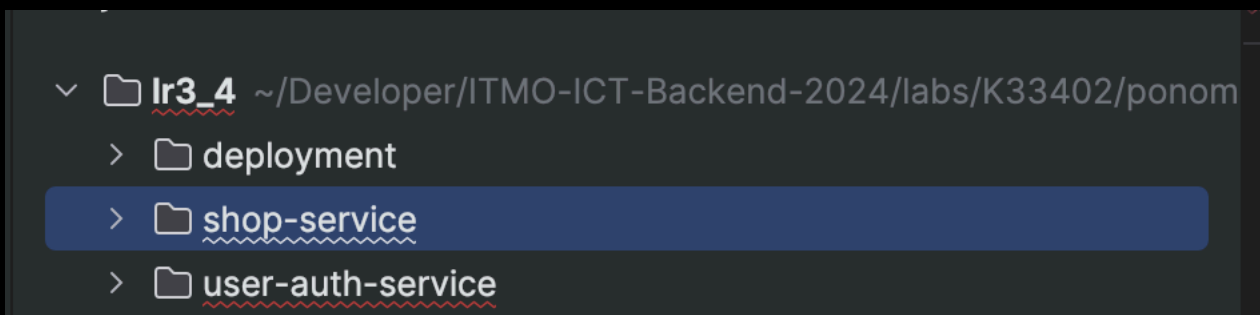 lr3_4 ~/Developer/ITMO-ICT-Backend-2024/labs/K33402/ponom
deployment
shop-service
user-auth-service